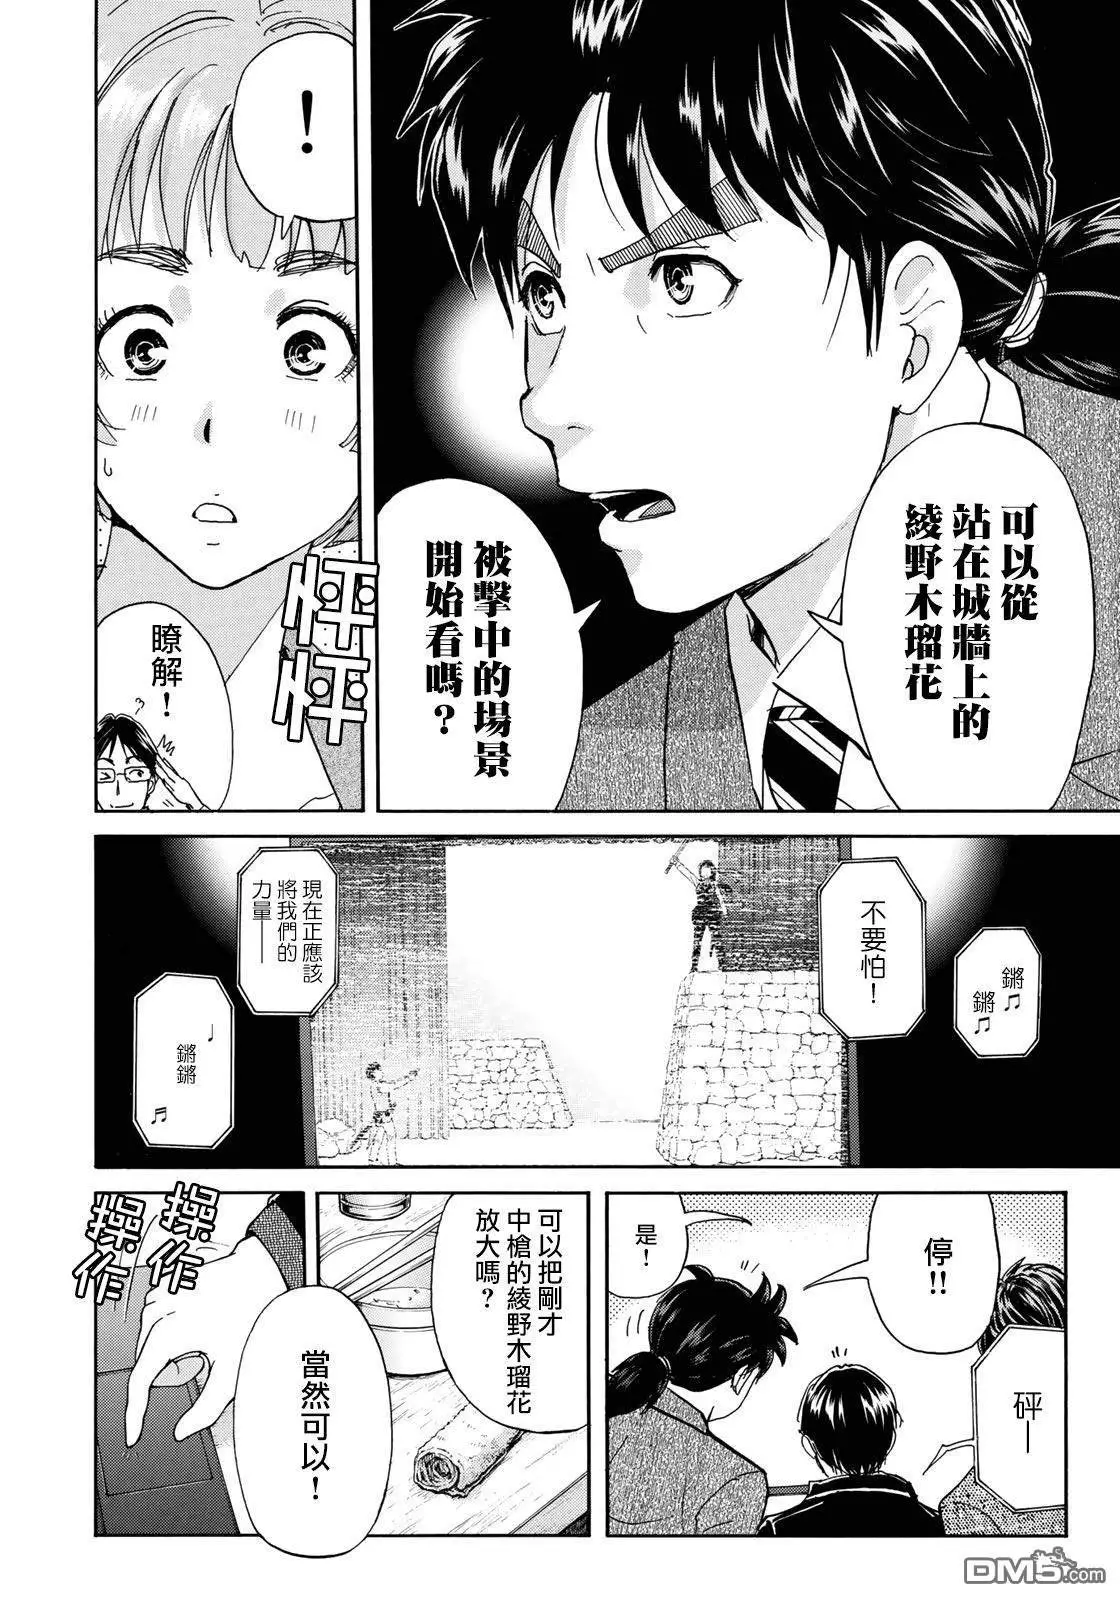 可以從
站在城牆上的
綾野木瑠花
被擊中的場景
開始看嗎？
！
怦怦
瞭解！
鏘♫
鏘♫
不要怕！
現在正應該
將我們的
力量——
♩
鏘鏘
♬
停!!
砰—
是！
可以把剛才
中槍的綾野木瑠花
放大嗎？
當然可以！
操作
操作
DM5.com